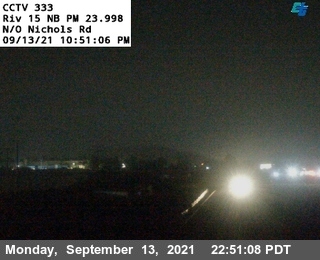 CCTV 333
Riv 15 NB PM 23.998
N/O Nichols Rd
09/13/21 10:51:06 PM
Monday, September 13, 2021 22:51:08 PDT